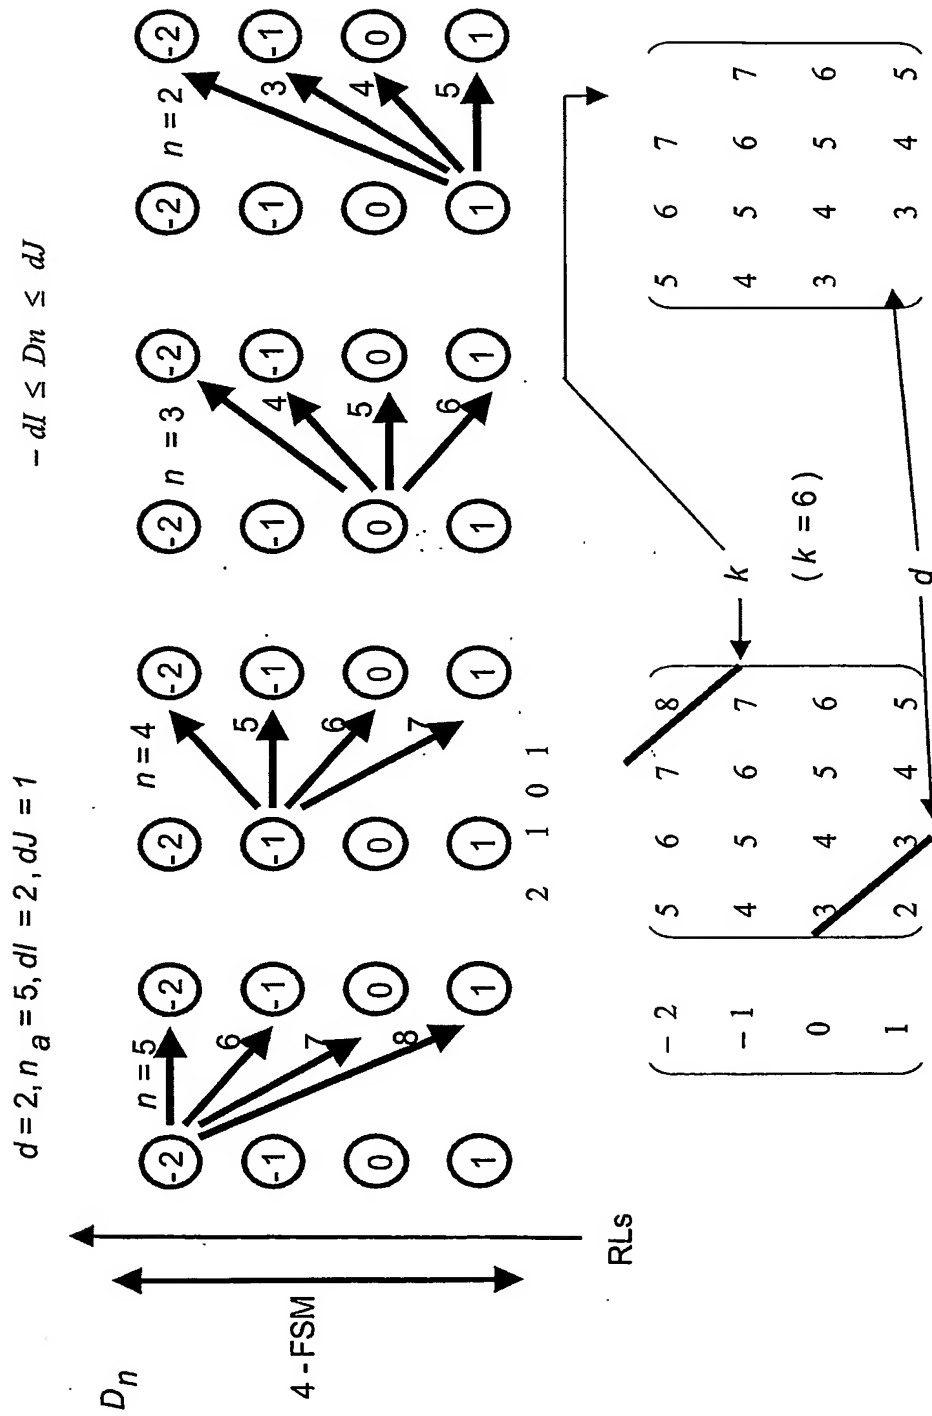 d = 2, n a = 5, dI = 2, dJ = 1
- dI ≤ Dn ≤ dJ
Dn
n = 5 n = 4 n = 3 n = 2
-2 -2 -2 -2 -2 -2 -2 -2
6 5 4 3
-1 -1 -1 -1 -1 -1 -1 -1
4 - FSM
7 6 5 4
0 0 0 0 0 0 0 0
8 7 6 5
1 1 1 1 1 1 1 1
2 1 0 1
RLs
- 2 5 6 7 8 5 6 7
- 1 4 5 6 7 k 4 5 6 7
0 3 4 5 6 ( k = 6 ) 3 4 5 6
1 2 3 4 5 d 3 4 5